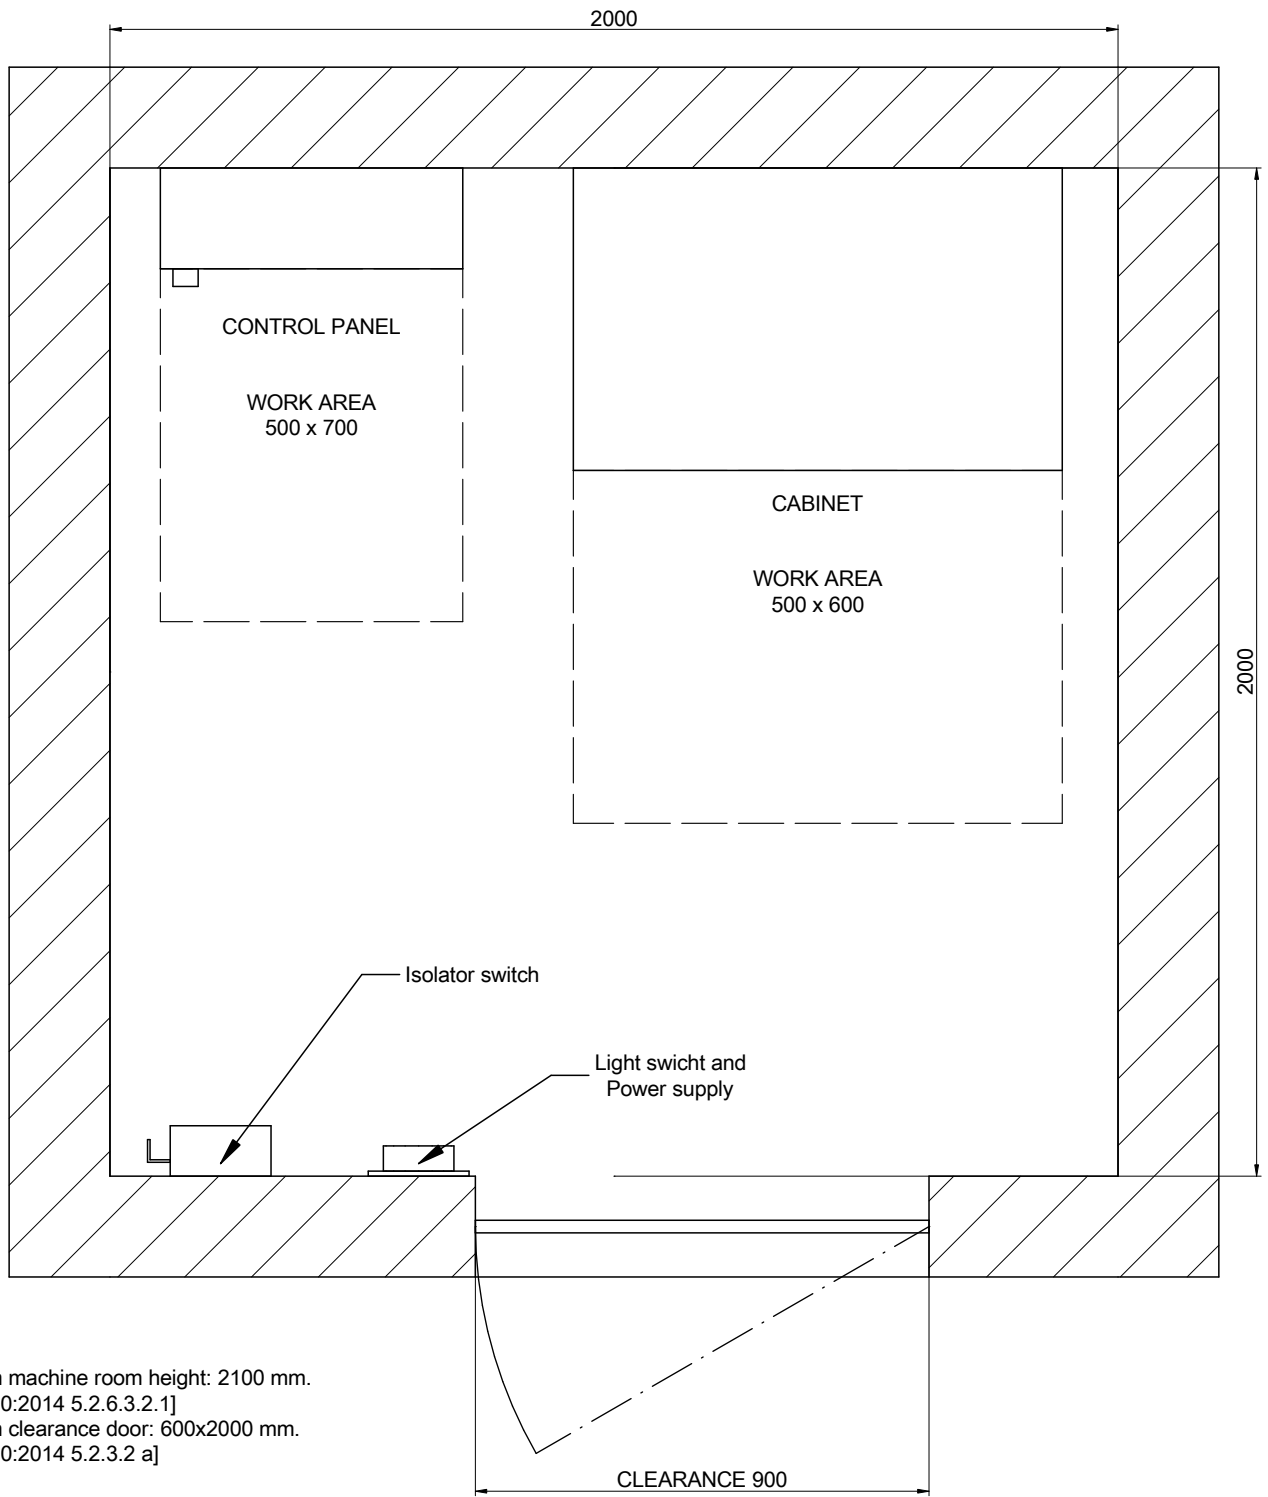 2000
CONTROL PANEL
WORK AREA
500 x 700
CABINET
WORK AREA
500 x 600
2000
Isolator switch
Light swicht and
Power supply
machine room height: 2100 mm.
0:2014 5.2.6.3.2.1]
clearance door: 600x2000 mm.
0:2014 5.2.3.2 a]
CLEARANCE 900